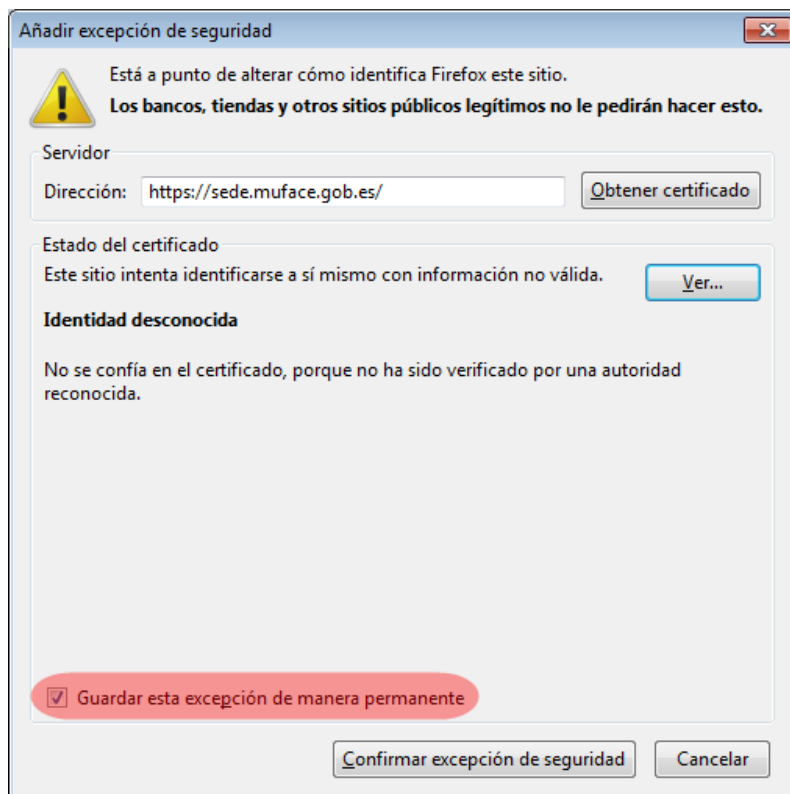 Añadir excepción de seguridad
Está a punto de alterar cómo identifica Firefox este sitio.
Los bancos, tiendas y otros sitios públicos legítimos no le pedirán hacer esto.
Servidor
Dirección: https://sede.muface.gob.es/ Obtener certificado
Estado del certificado
Este sitio intenta identificarse a sí mismo con información no válida. Ver...
Identidad desconocida
No se confía en el certificado, porque no ha sido verificado por una autoridad
reconocida.
Guardar esta excepción de manera permanente
Confirmar excepción de seguridad Cancelar